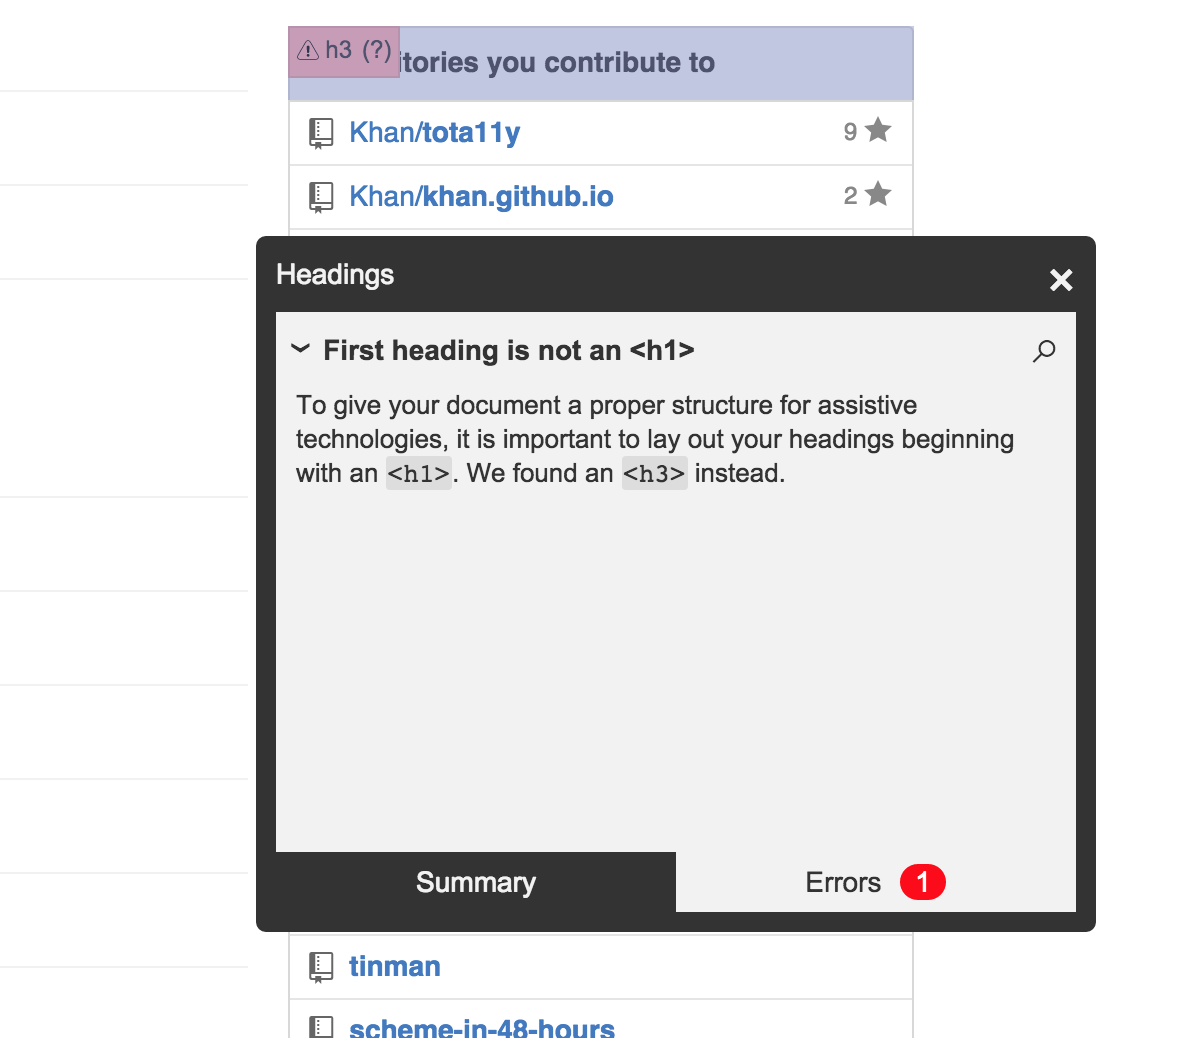 ⚠ h3 (?)
itories you contribute to
Khan/tota11y 9
Khan/khan.github.io 2
Headings
First heading is not an <h1>
To give your document a proper structure for assistive
technologies, it is important to lay out your headings beginning
with an <h1>. We found an <h3> instead.
Summary
Errors 1
tinman
scheme-in-48-hours